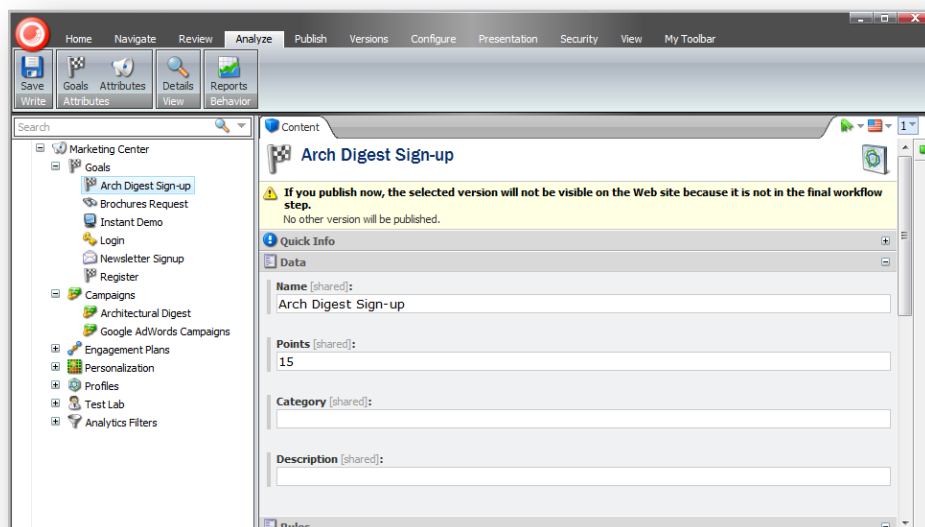 Home Navigate Review Analyze Publish Versions Configure Presentation Security View My Toolbar
Save Goals Attributes Details Reports
Write Attributes View Behavior
Search
Marketing Center
Goals
Arch Digest Sign-up
Brochures Request
Instant Demo
Login
Newsletter Signup
Register
Campaigns
Architectural Digest
Google AdWords Campaigns
Engagement Plans
Personalization
Profiles
Test Lab
Analytics Filters
Content
1
Arch Digest Sign-up
If you publish now, the selected version will not be visible on the Web site because it is not in the final workflow
step.
No other version will be published.
Quick Info
Data
Name [shared]:
Arch Digest Sign-up
Points [shared]:
15
Category [shared]:
Description [shared]:
Rules